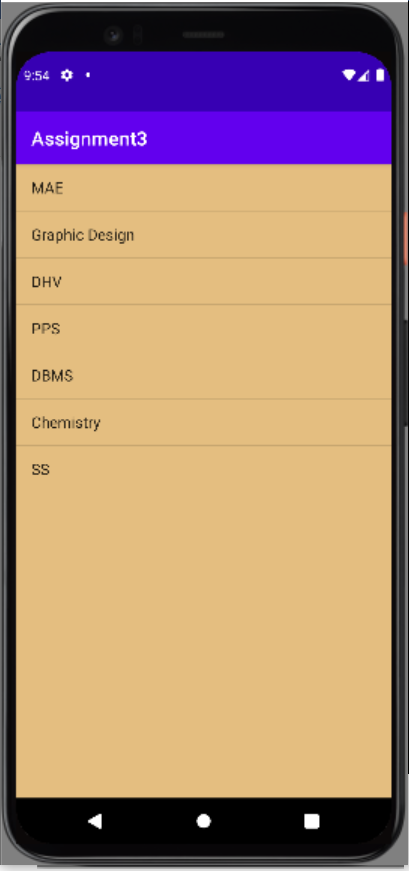 9:54
Assignment3
MAE
Graphic Design
DHV
PPS
DBMS
Chemistry
SS